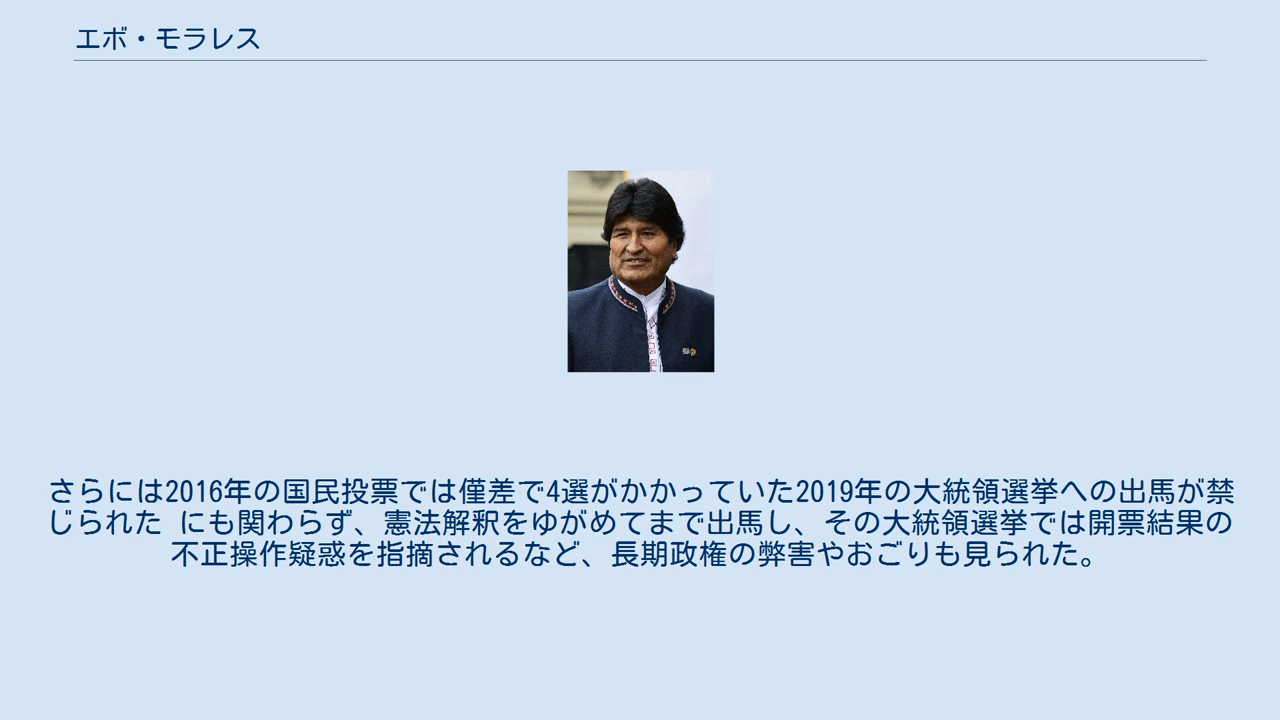 エボ・モラレス
さらには2016年の国民投票では僅差で4選がかかっていた2019年の大統領選挙への出馬が禁
じられた にも関わらず、憲法解釈をゆがめてまで出馬し、その大統領選挙では開票結果の
不正操作疑惑を指摘されるなど、長期政権の弊害やおごりも見られた。